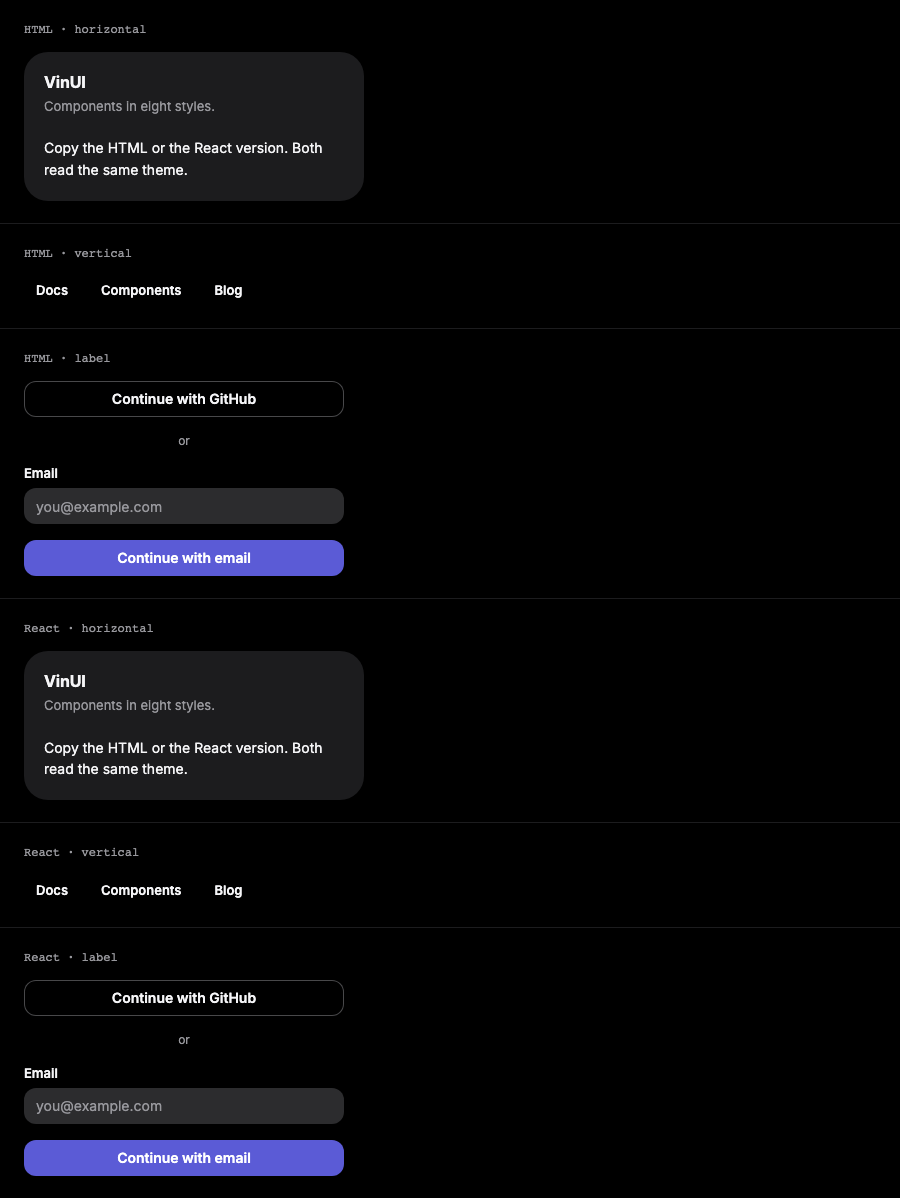 HTML · horizontal
VinUI
Components in eight styles.
Copy the HTML or the React version. Both
read the same theme.
HTML · vertical
Docs Components Blog
HTML · label
Continue with GitHub
or
Email
you@example.com
Continue with email
React · horizontal
VinUI
Components in eight styles.
Copy the HTML or the React version. Both
read the same theme.
React · vertical
Docs Components Blog
React · label
Continue with GitHub
or
Email
you@example.com
Continue with email